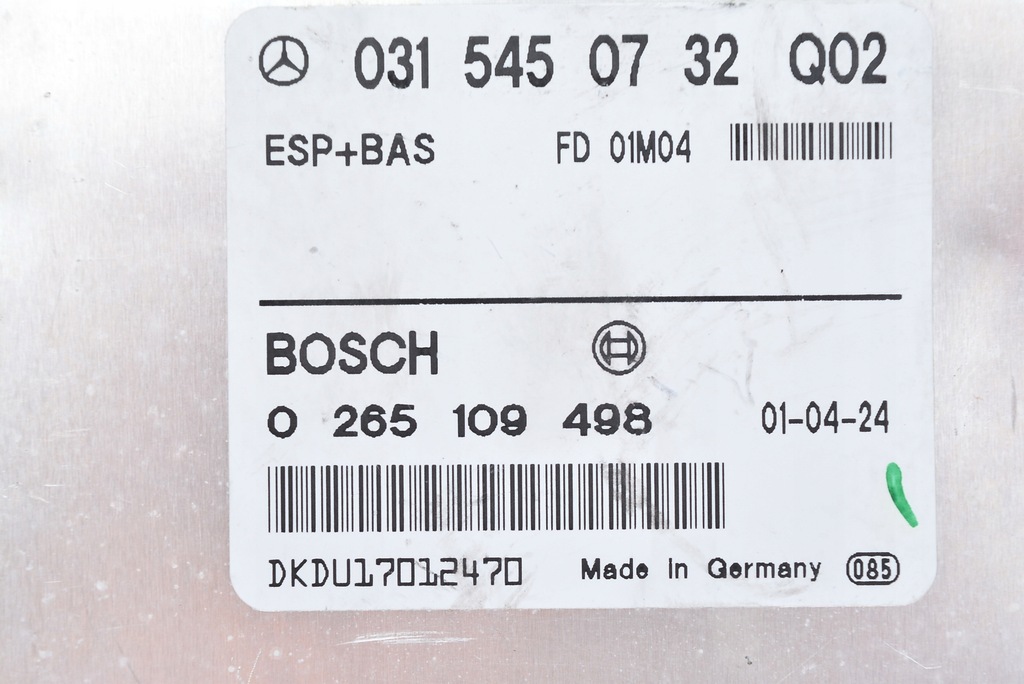 031 545 07 32 Q02
ESP+BAS FD 01M04
BOSCH
0 265 109 498 01-04-24
DKDU17012470 Made in Germany 085